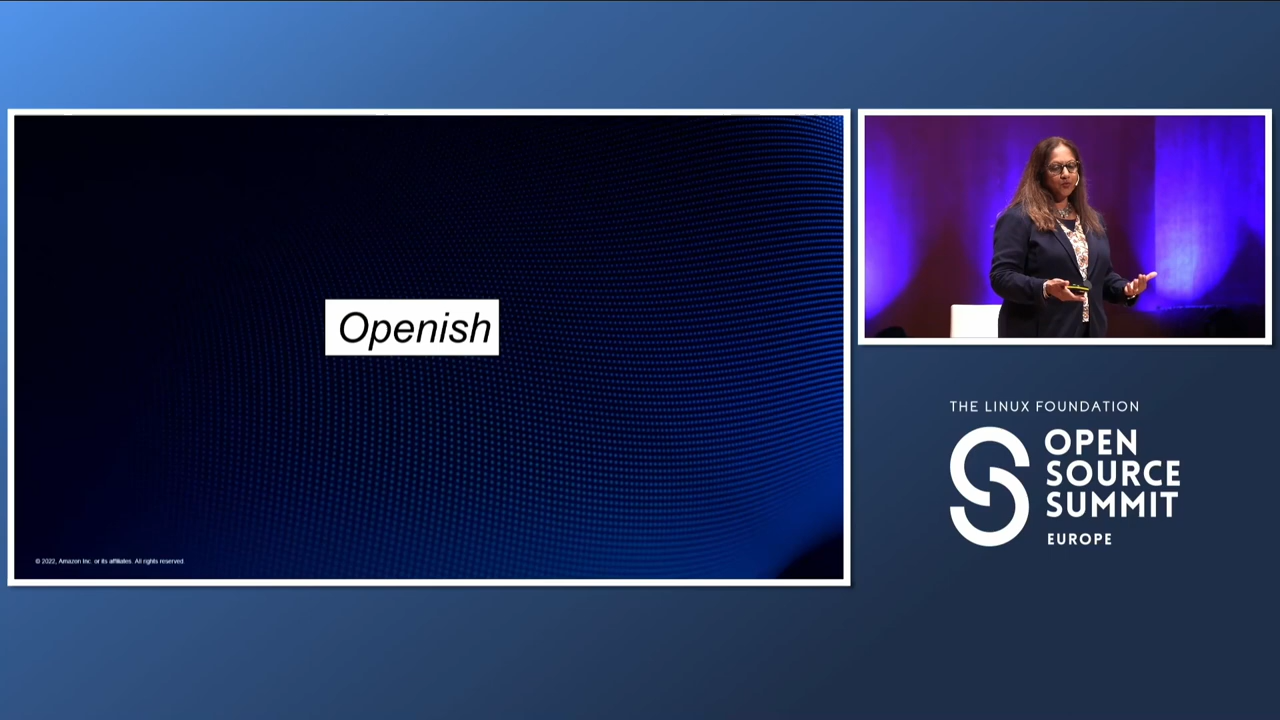 Openish
© 2022, Amazon Inc. or its affiliates. All rights reserved.
THE LINUX FOUNDATION
OPEN
SOURCE
SUMMIT
EUROPE